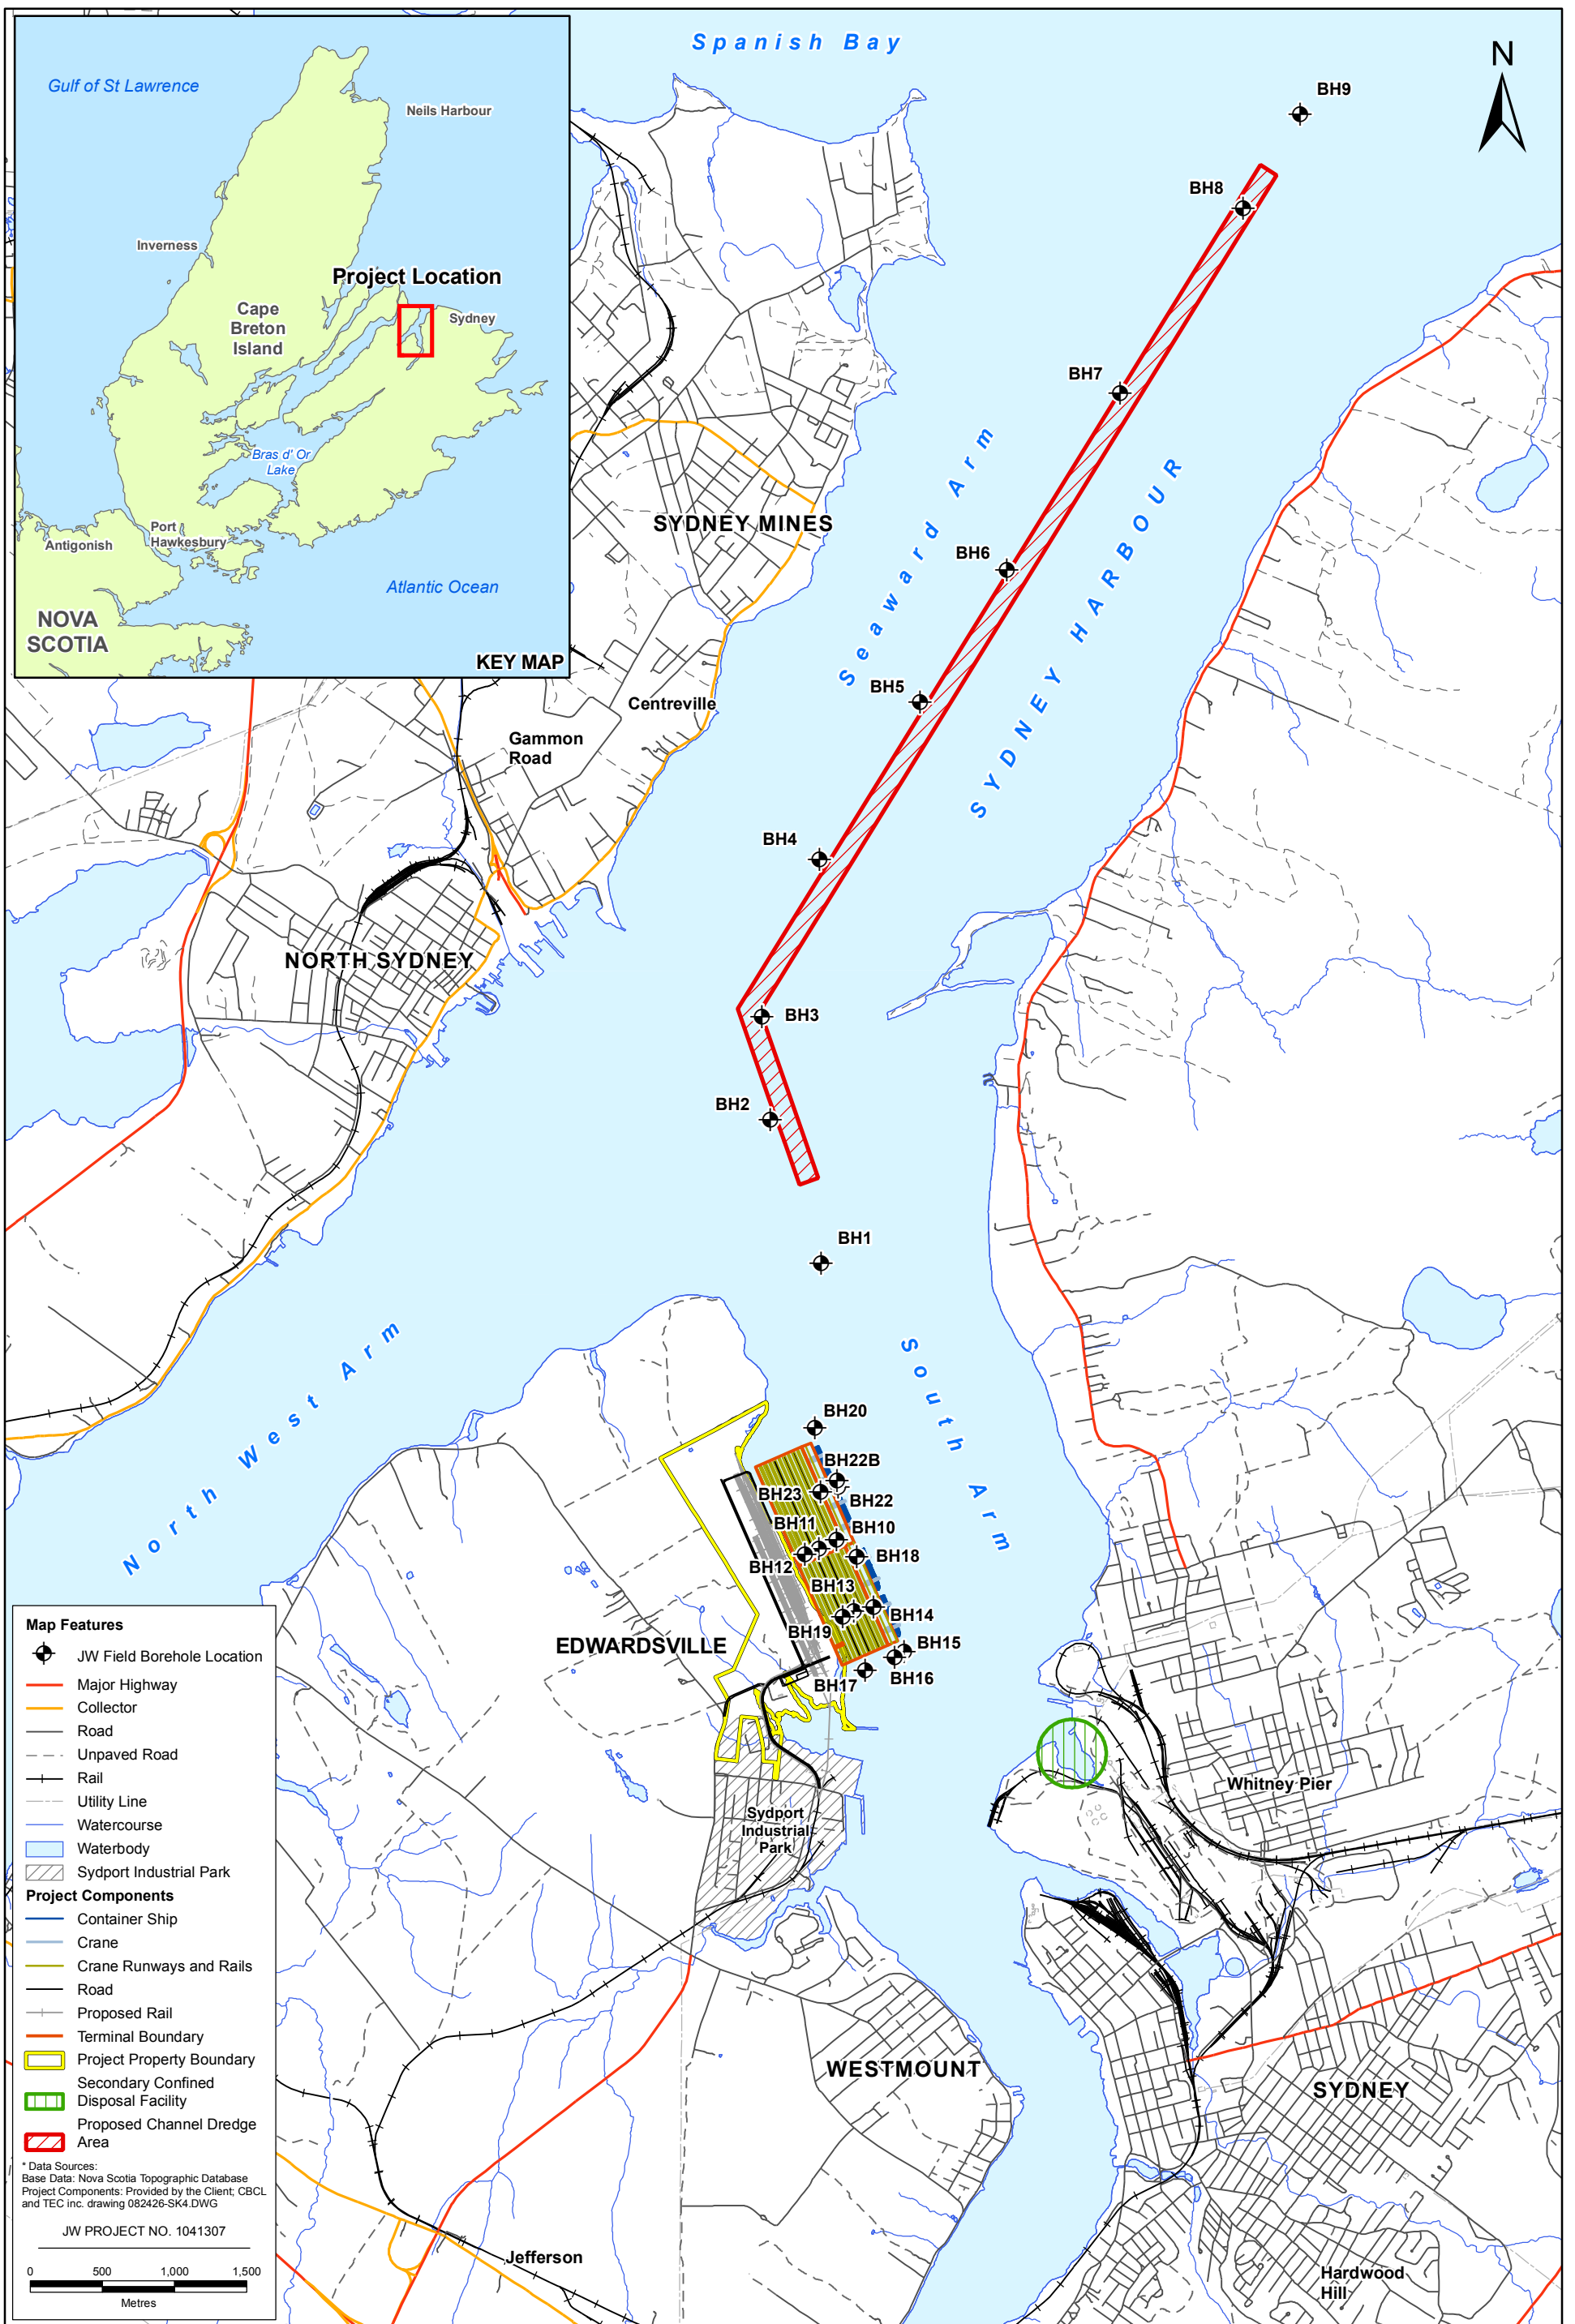 Spanish Bay
N
Gulf of St Lawrence
Neils Harbour
Inverness
Project Location
Cape
Breton
Island
Sydney
Bras d' Or
Lake
Port
Hawkesbury
Antigonish
Atlantic Ocean
NOVA
SCOTIA
KEY MAP
BH9
BH8
BH7
BH6
BH5
BH4
BH3
BH2
BH1
Seaward Arm
SYDNEY HARBOUR
SYDNEY MINES
Centreville
Gammon
Road
NORTH SYDNEY
North West Arm
South Arm
BH20
BH22B
BH23
BH22
BH11
BH10
BH12
BH18
BH13
BH14
BH19
BH15
BH17
BH16
EDWARDSVILLE
Sydport
Industrial
Park
Whitney Pier
WESTMOUNT
SYDNEY
Jefferson
Hardwood
Hill
Map Features
JW Field Borehole Location
Major Highway
Collector
Road
Unpaved Road
Rail
Utility Line
Watercourse
Waterbody
Sydport Industrial Park
Project Components
Container Ship
Crane
Crane Runways and Rails
Road
Proposed Rail
Terminal Boundary
Project Property Boundary
Secondary Confined
Disposal Facility
Proposed Channel Dredge
Area
* Data Sources:
Base Data: Nova Scotia Topographic Database
Project Components: Provided by the Client; CBCL
and TEC inc. drawing 082426-SK4.DWG
JW PROJECT NO. 1041307
0 500 1,000 1,500
Metres